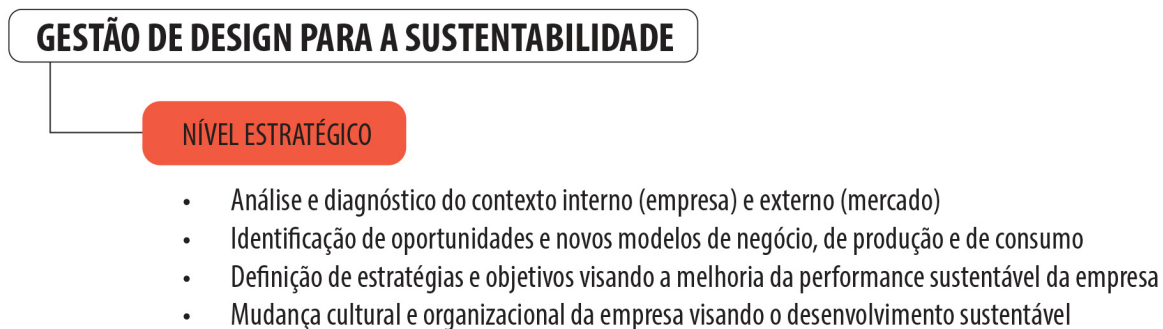 GESTÃO DE DESIGN PARA A SUSTENTABILIDADE
NÍVEL ESTRATÉGICO
• Análise e diagnóstico do contexto interno (empresa) e externo (mercado)
• Identificação de oportunidades e novos modelos de negócio, de produção e de consumo
• Definição de estratégias e objetivos visando a melhoria da performance sustentável da empresa
• Mudança cultural e organizacional da empresa visando o desenvolvimento sustentável